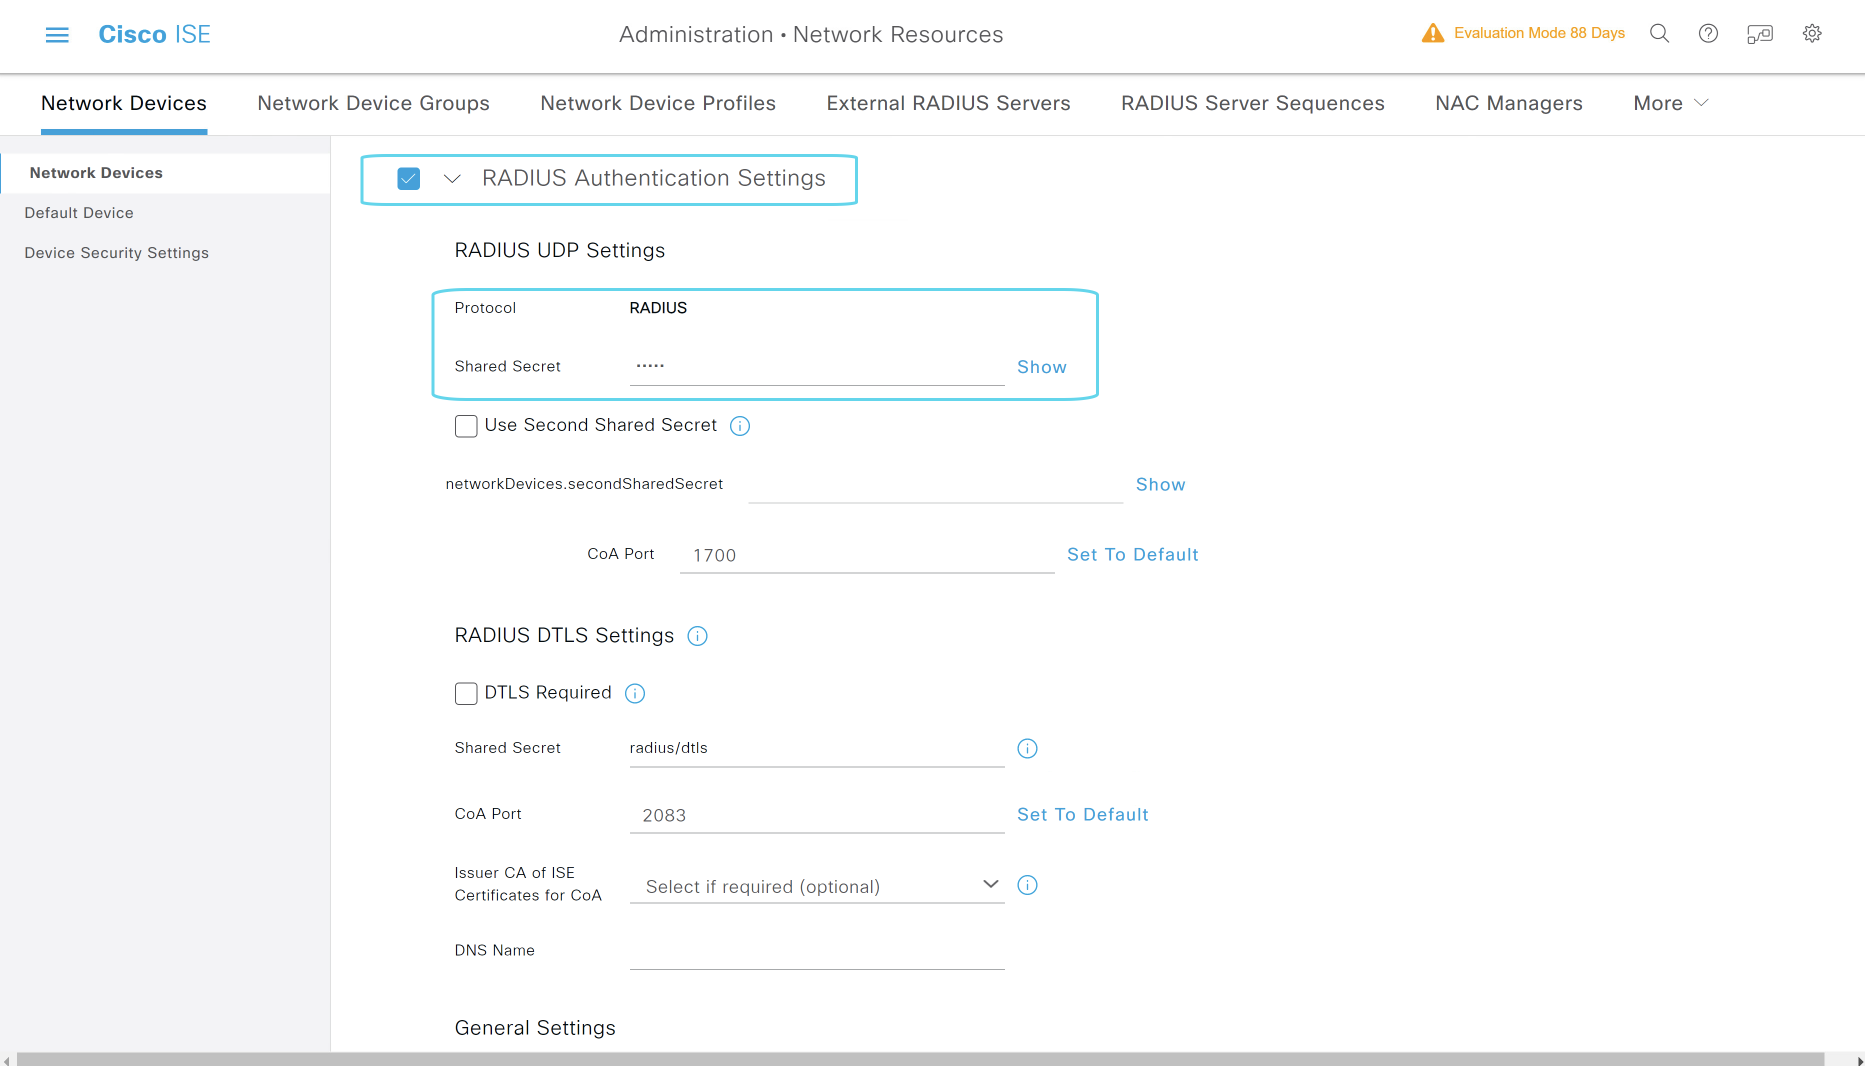 Cisco ISE
Administration • Network Resources
Evaluation Mode 88 Days
Network Devices
Network Device Groups
Network Device Profiles
External RADIUS Servers
RADIUS Server Sequences
NAC Managers
More
Network Devices
Default Device
Device Security Settings
RADIUS Authentication Settings
RADIUS UDP Settings
Protocol RADIUS
Shared Secret ····· Show
Use Second Shared Secret
networkDevices.secondSharedSecret Show
CoA Port 1700 Set To Default
RADIUS DTLS Settings
DTLS Required
Shared Secret radius/dtls
CoA Port 2083 Set To Default
Issuer CA of ISE
Certificates for CoA
Select if required (optional)
DNS Name
General Settings